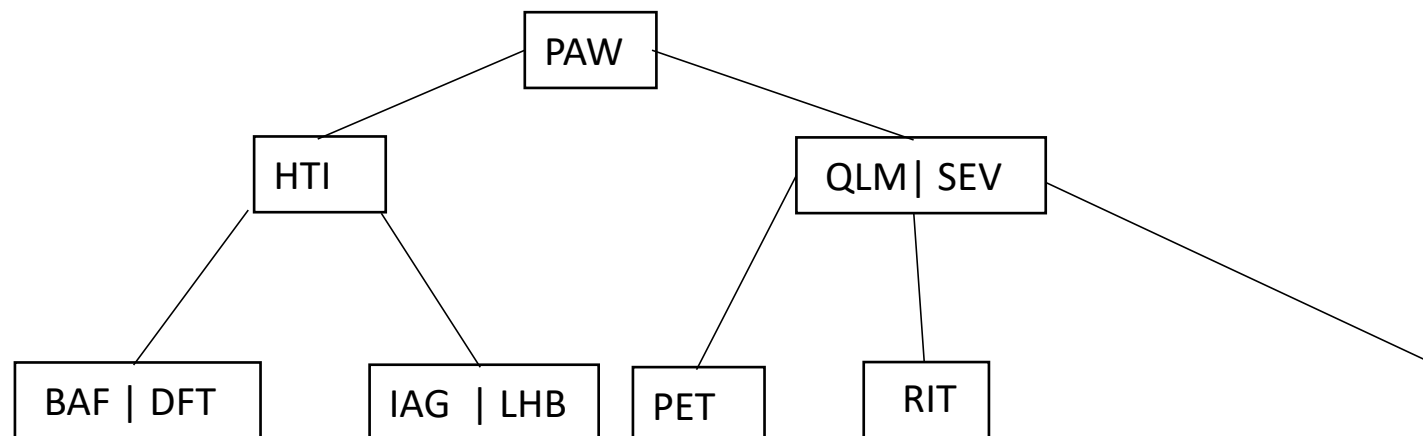 PAW
HTI
QLM| SEV
BAF | DFT
IAG | LHB
PET
RIT